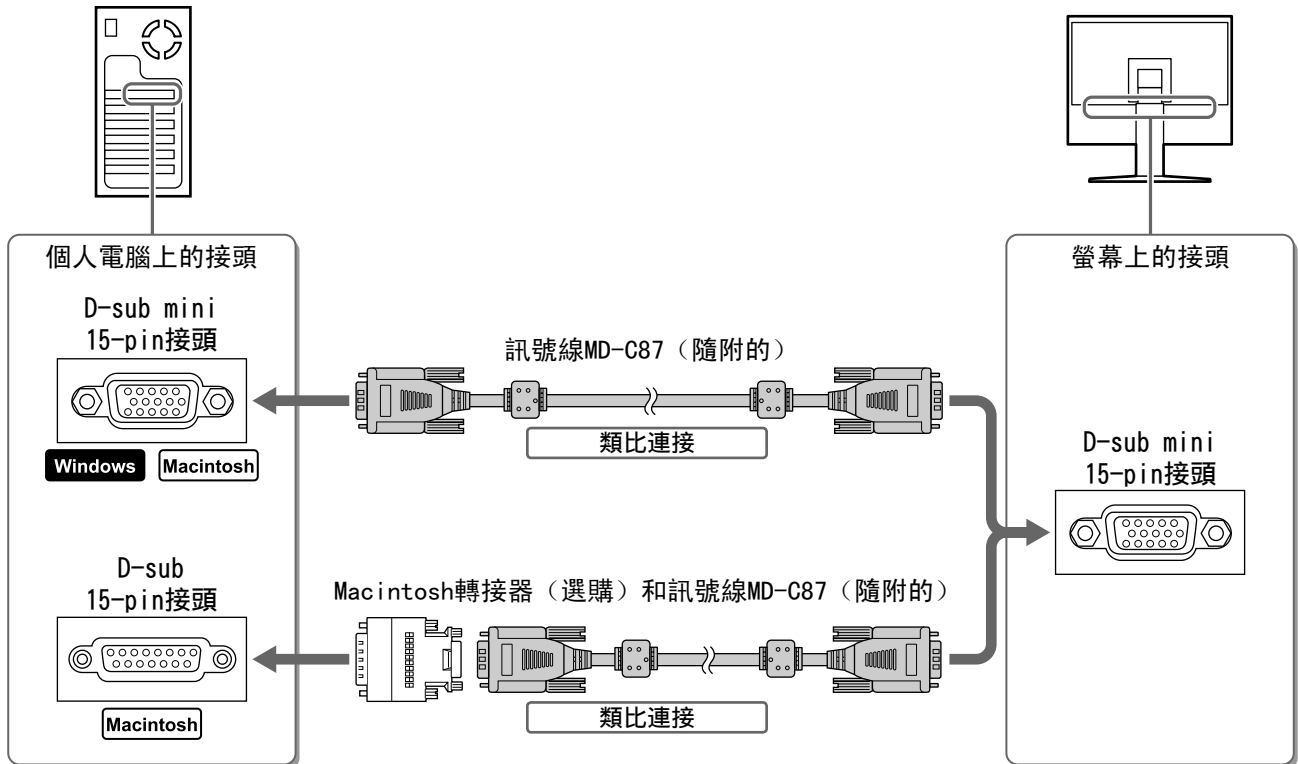 個人電腦上的接頭
D-sub mini
15-pin接頭
Windows
Macintosh
D-sub
15-pin接頭
Macintosh
訊號線MD-C87（隨附的）
類比連接
Macintosh轉接器（選購）和訊號線MD-C87（隨附的）
類比連接
螢幕上的接頭
D-sub mini
15-pin接頭